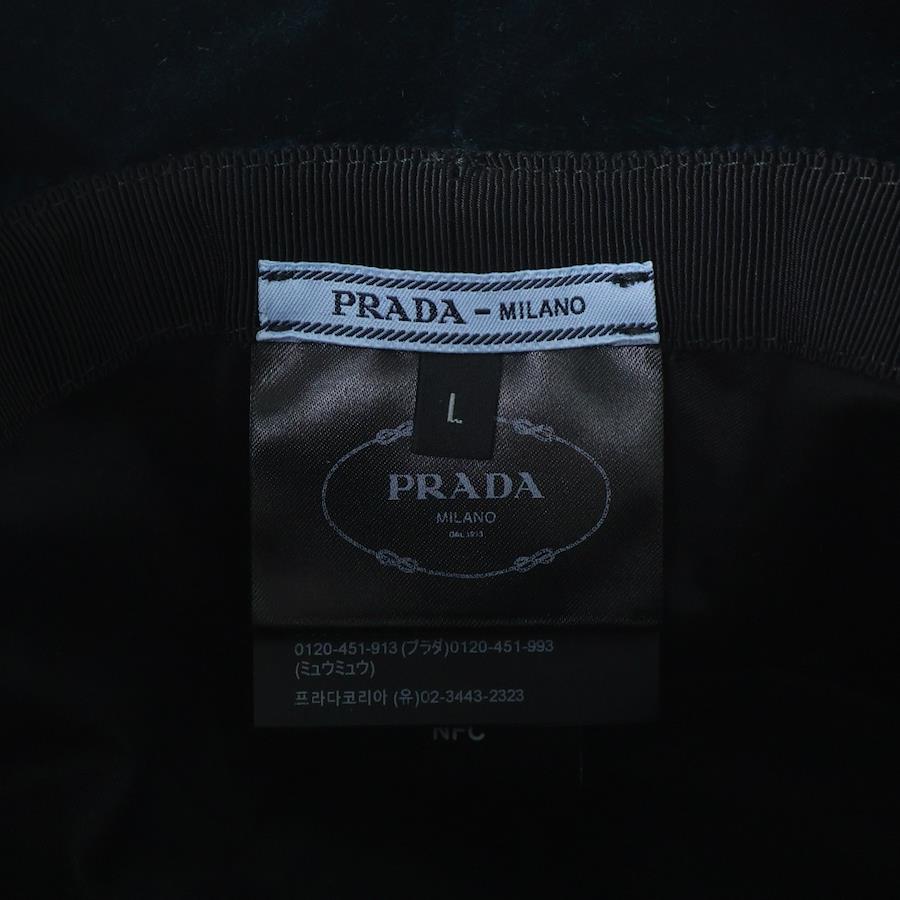 PRADA - MILANO
L
PRADA
MILANO
DAL 1913
0120-451-913(プラダ)0120-451-993
(ミュウミュウ)
프라다코리아 (유)02-3443-2323
NFC